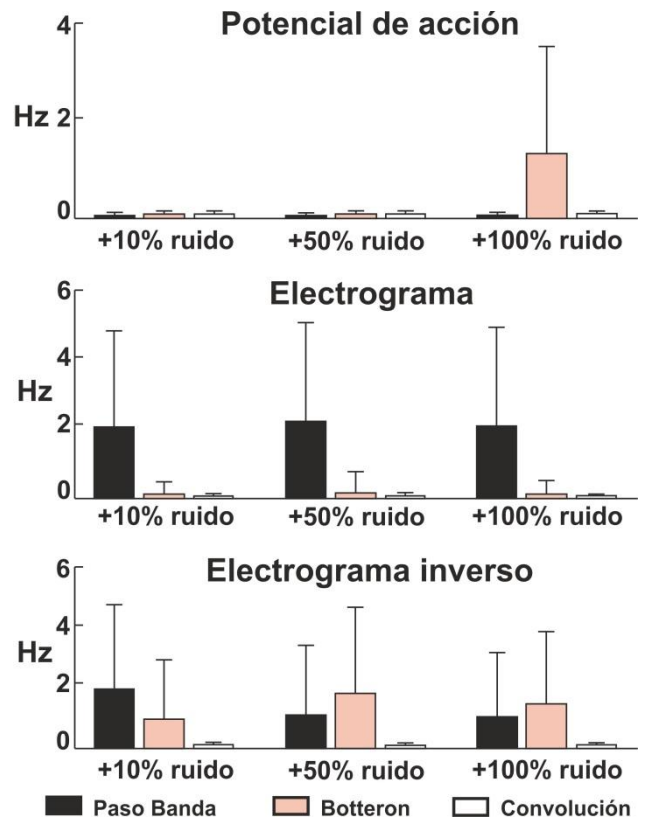 Potencial de acción
4
Hz 2
0
+10% ruido +50% ruido +100% ruido
Electrograma
6
4
Hz
2
0
+10% ruido +50% ruido +100% ruido
Electrograma inverso
6
4
Hz
2
0
+10% ruido +50% ruido +100% ruido
Paso Banda Botteron Convolución